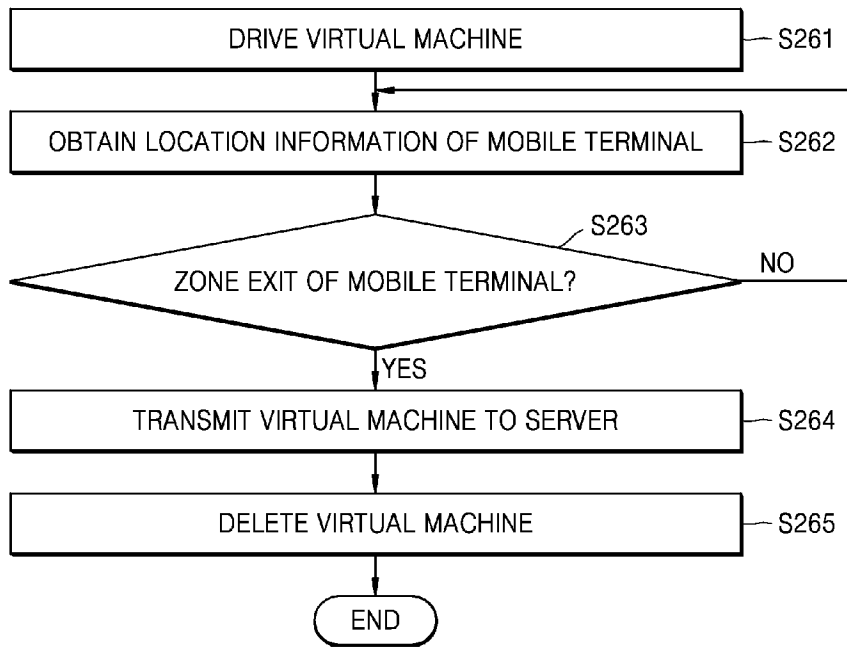 DRIVE VIRTUAL MACHINE
S261
OBTAIN LOCATION INFORMATION OF MOBILE TERMINAL
S262
S263
ZONE EXIT OF MOBILE TERMINAL?
NO
YES
TRANSMIT VIRTUAL MACHINE TO SERVER
S264
DELETE VIRTUAL MACHINE
S265
END